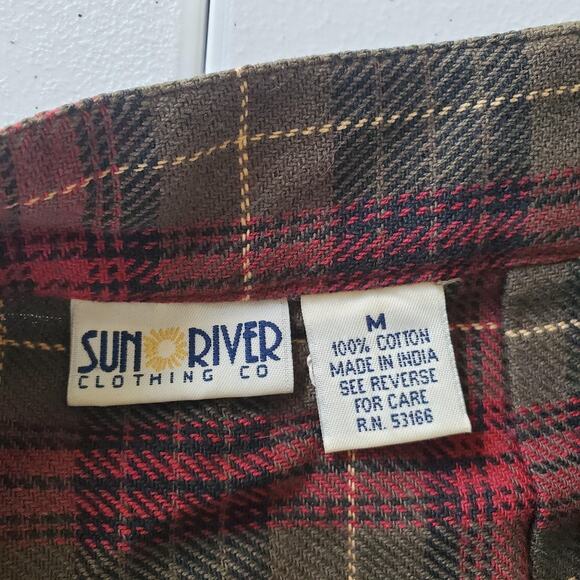 SUN RIVER
CLOTHING CO
M
100% COTTON
MADE IN INDIA
SEE REVERSE
FOR CARE
R.N. 53166